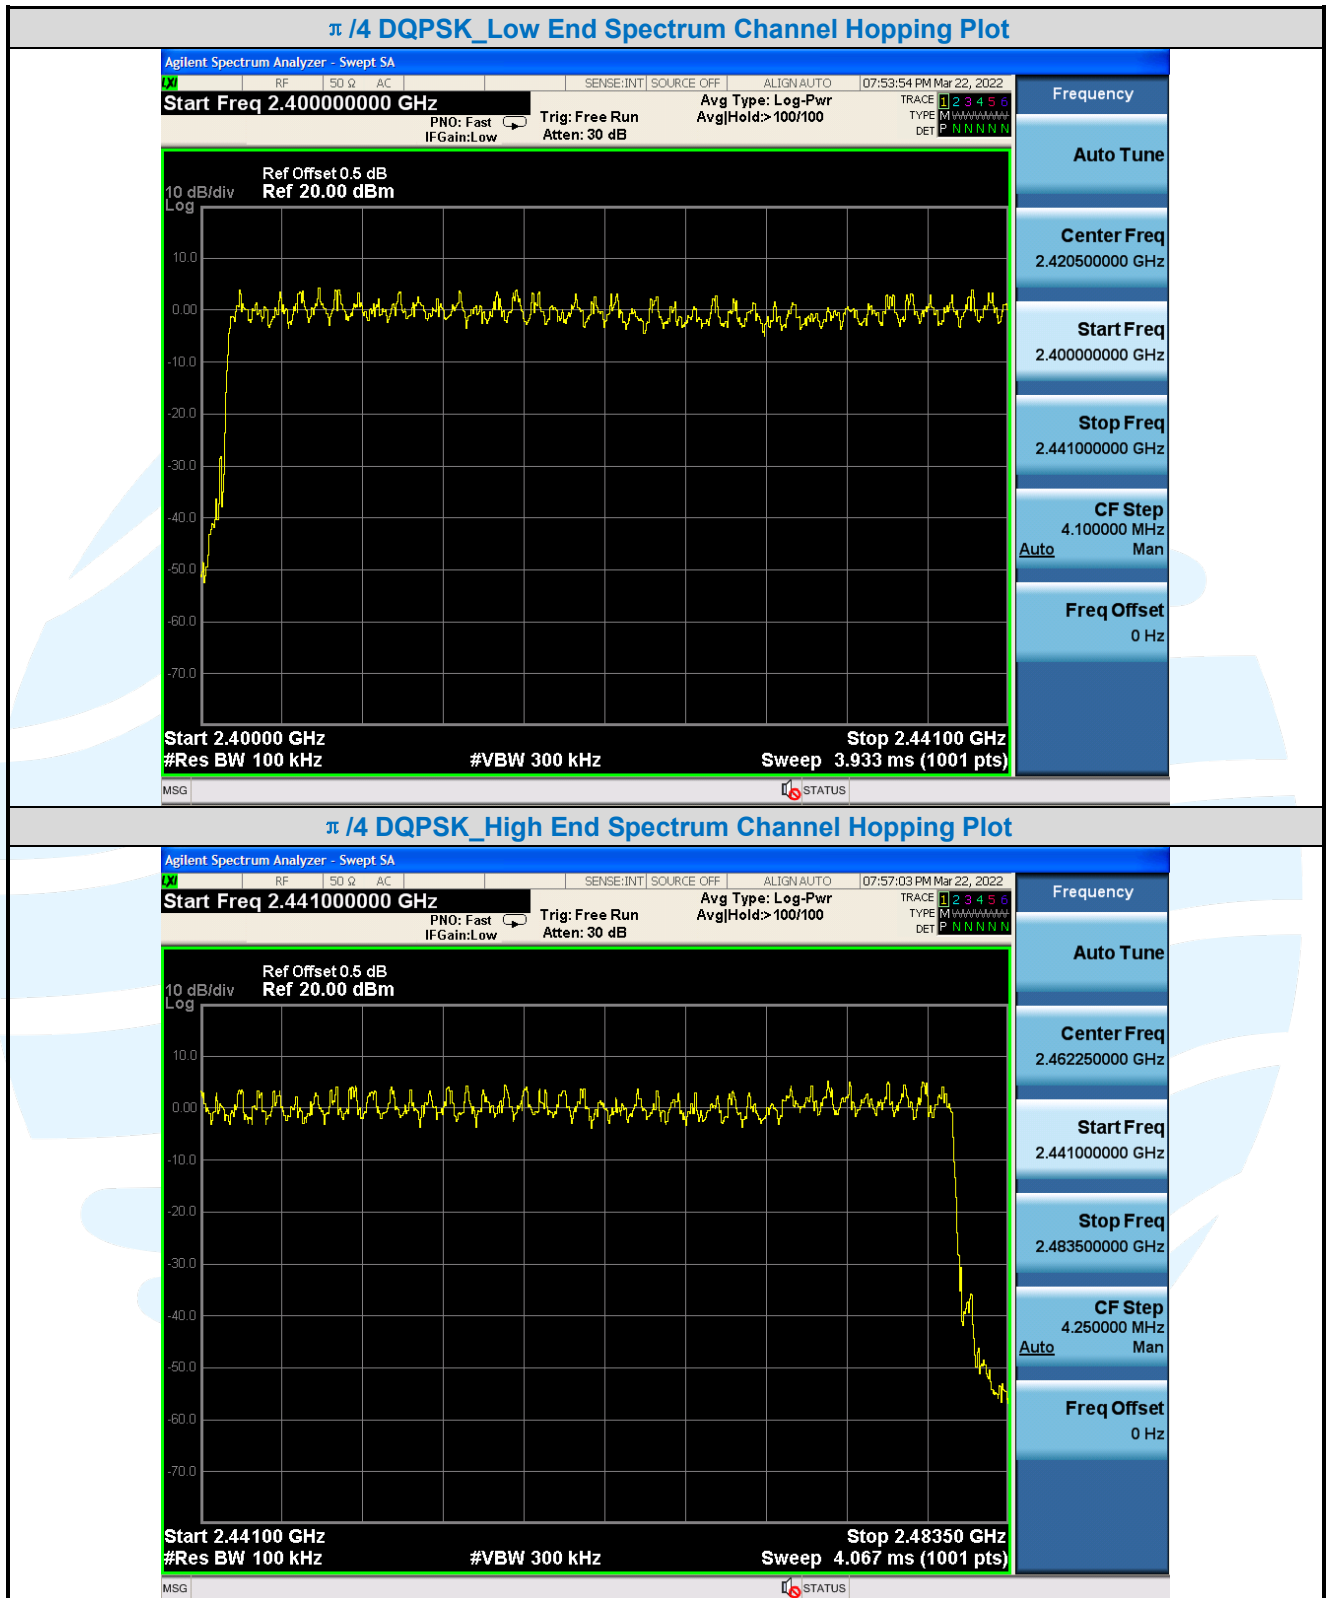 π /4 DQPSK_Low End Spectrum Channel Hopping Plot
Agilent Spectrum Analyzer - Swept SA
LXI RF 50 Ω AC SENSE:INT SOURCE OFF ALIGN AUTO 07:53:54 PM Mar 22, 2022
Start Freq 2.400000000 GHz
PNO: Fast
IFGain:Low
Trig: Free Run
Atten: 30 dB
Avg Type: Log-Pwr
Avg|Hold:>100/100
TRACE 1 2 3 4 5 6
TYPE M WWWWW
DET P N N N N N
Frequency
Auto Tune
Center Freq
2.420500000 GHz
Start Freq
2.400000000 GHz
Stop Freq
2.441000000 GHz
CF Step
4.100000 MHz
Auto Man
Freq Offset
0 Hz
Ref Offset 0.5 dB
10 dB/div Ref 20.00 dBm
Log
10.0
0.00
-10.0
-20.0
-30.0
-40.0
-50.0
-60.0
-70.0
Start 2.40000 GHz Stop 2.44100 GHz
#Res BW 100 kHz #VBW 300 kHz Sweep 3.933 ms (1001 pts)
MSG STATUS
π /4 DQPSK_High End Spectrum Channel Hopping Plot
Agilent Spectrum Analyzer - Swept SA
LXI RF 50 Ω AC SENSE:INT SOURCE OFF ALIGN AUTO 07:57:03 PM Mar 22, 2022
Start Freq 2.441000000 GHz
PNO: Fast
IFGain:Low
Trig: Free Run
Atten: 30 dB
Avg Type: Log-Pwr
Avg|Hold:>100/100
TRACE 1 2 3 4 5 6
TYPE M WWWWW
DET P N N N N N
Frequency
Auto Tune
Center Freq
2.462250000 GHz
Start Freq
2.441000000 GHz
Stop Freq
2.483500000 GHz
CF Step
4.250000 MHz
Auto Man
Freq Offset
0 Hz
Ref Offset 0.5 dB
10 dB/div Ref 20.00 dBm
Log
10.0
0.00
-10.0
-20.0
-30.0
-40.0
-50.0
-60.0
-70.0
Start 2.44100 GHz Stop 2.48350 GHz
#Res BW 100 kHz #VBW 300 kHz Sweep 4.067 ms (1001 pts)
MSG STATUS